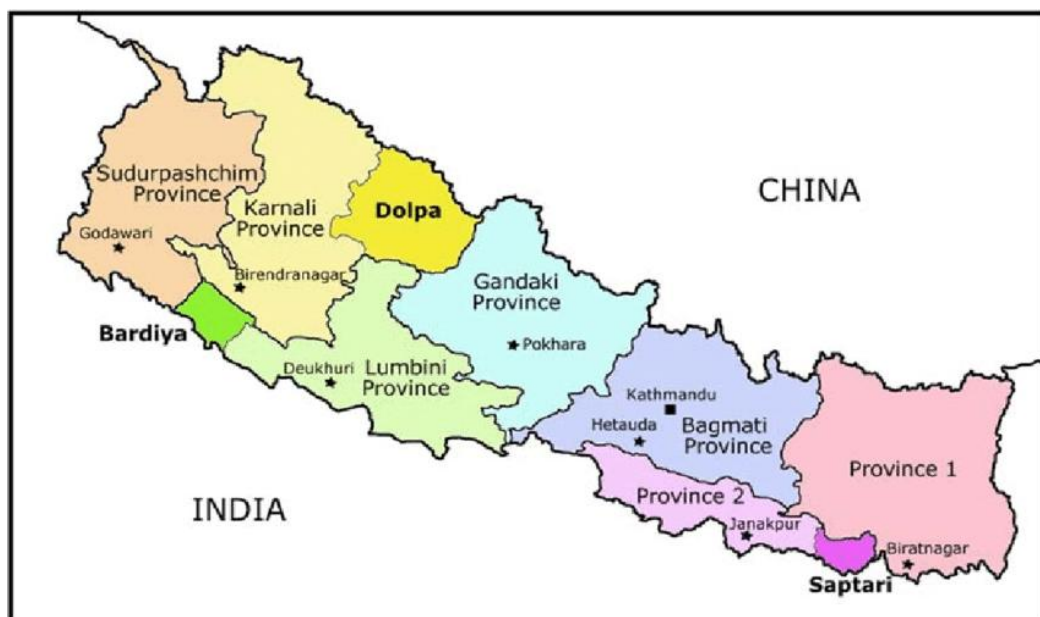 CHINA
Sudurpashchim
Province
Godawari
Karnali
Province
Dolpa
Birendranagar
Bardiya
Gandaki
Province
Pokhara
Deukhuri
Lumbini
Province
Kathmandu
Hetauda
Bagmati
Province
Province 1
Province 2
Janakpur
INDIA
Biratnagar
Saptari